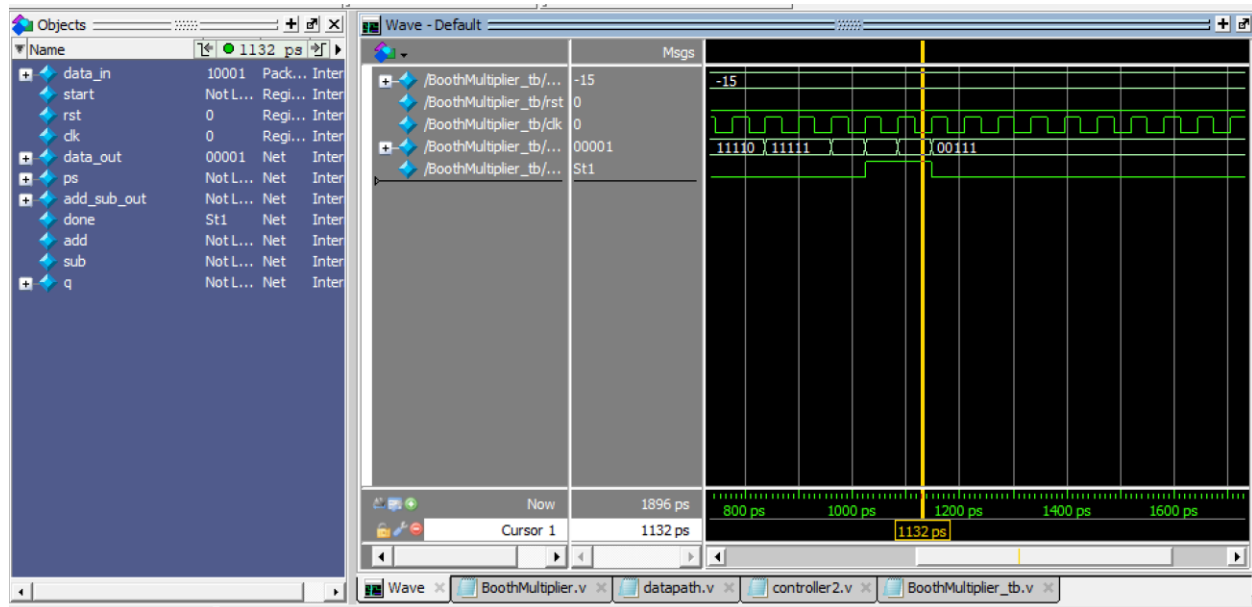 Objects
1132 ps
Name
data_in 10001 Pack... Inter
start Not L... Regi... Inter
rst 0 Regi... Inter
clk 0 Regi... Inter
data_out 00001 Net Inter
ps Not L... Net Inter
add_sub_out Not L... Net Inter
done St1 Net Inter
add Not L... Net Inter
sub Not L... Net Inter
q Not L... Net Inter
Wave - Default
Msgs
/BoothMultiplier_tb/... -15 -15
/BoothMultiplier_tb/rst 0
/BoothMultiplier_tb/clk 0
/BoothMultiplier_tb/... 00001 11110 11111 00111
/BoothMultiplier_tb/... St1
Now 1896 ps 800 ps 1000 ps 1200 ps 1400 ps 1600 ps
Cursor 1 1132 ps 1132 ps
Wave BoothMultiplier.v datapath.v controller2.v BoothMultiplier_tb.v